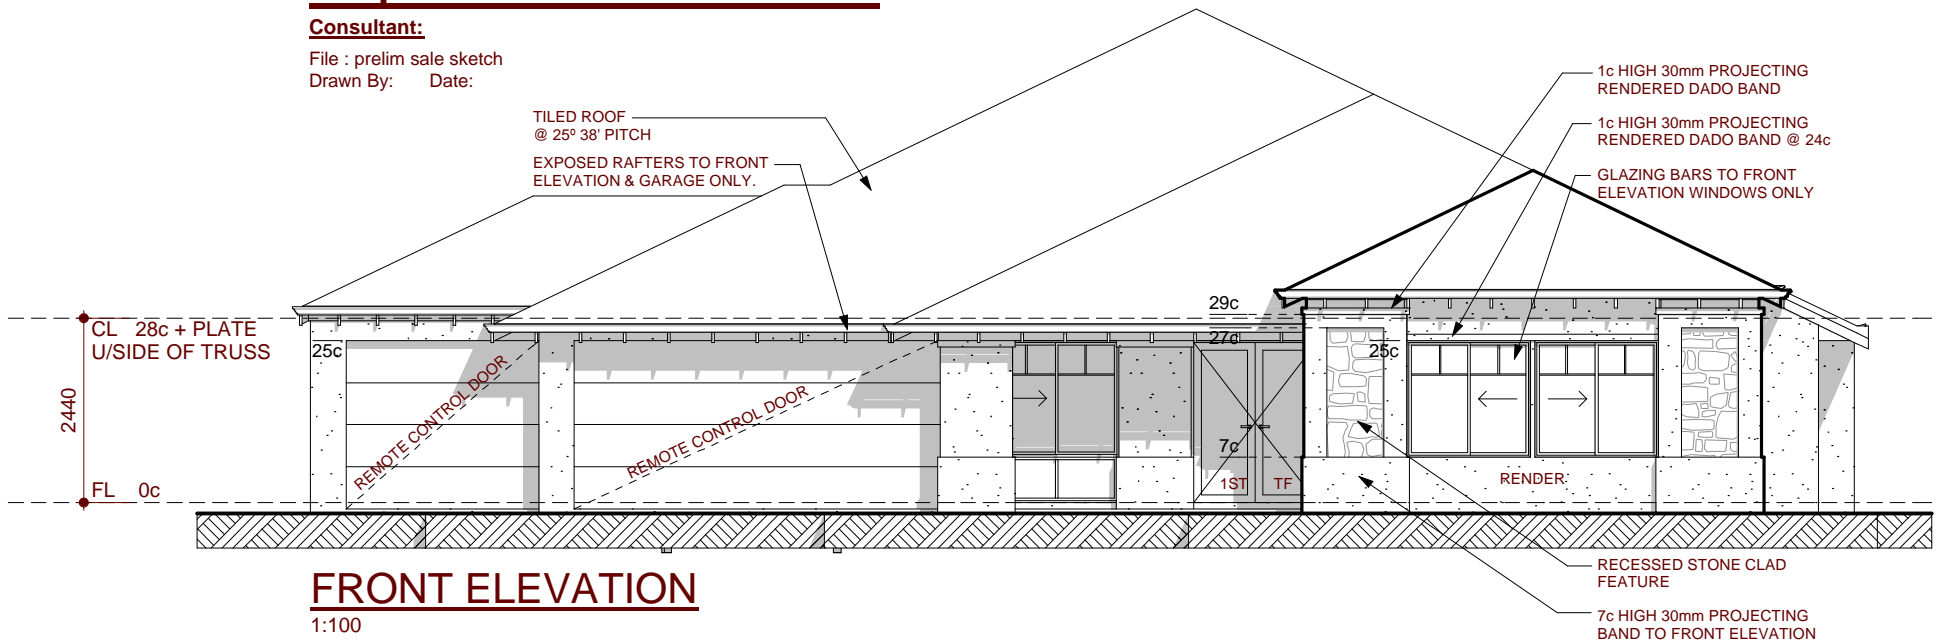 Consultant:
File : prelim sale sketch
Drawn By: Date:
TILED ROOF
@ 25º 38' PITCH
EXPOSED RAFTERS TO FRONT
ELEVATION & GARAGE ONLY.
1c HIGH 30mm PROJECTING
RENDERED DADO BAND
1c HIGH 30mm PROJECTING
RENDERED DADO BAND @ 24c
GLAZING BARS TO FRONT
ELEVATION WINDOWS ONLY
29c
27c
25c
25c
CL 28c + PLATE
U/SIDE OF TRUSS
2440
FL 0c
REMOTE CONTROL DOOR
REMOTE CONTROL DOOR
7c
1ST TF
RENDER
RECESSED STONE CLAD
FEATURE
7c HIGH 30mm PROJECTING
BAND TO FRONT ELEVATION
FRONT ELEVATION
1:100